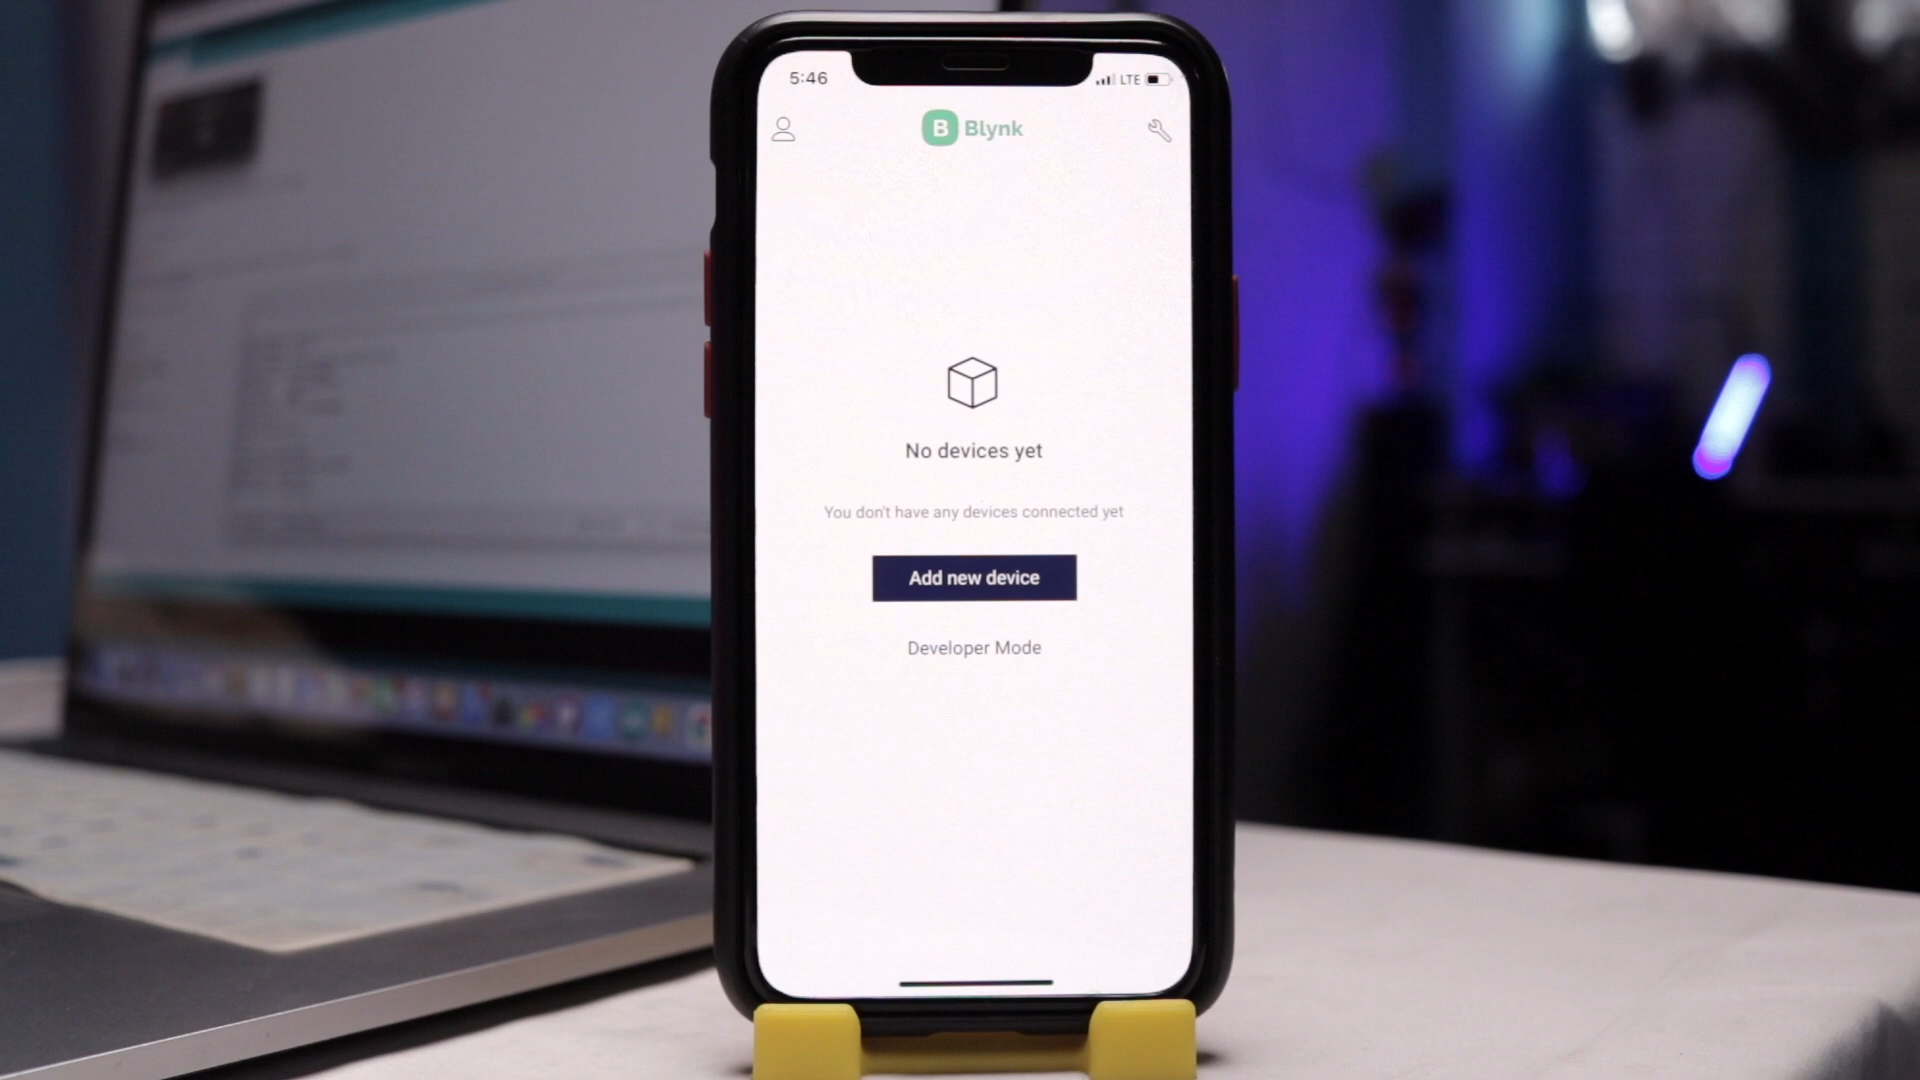 5:46
LTE
B Blynk
No devices yet
You don't have any devices connected yet
Add new device
Developer Mode